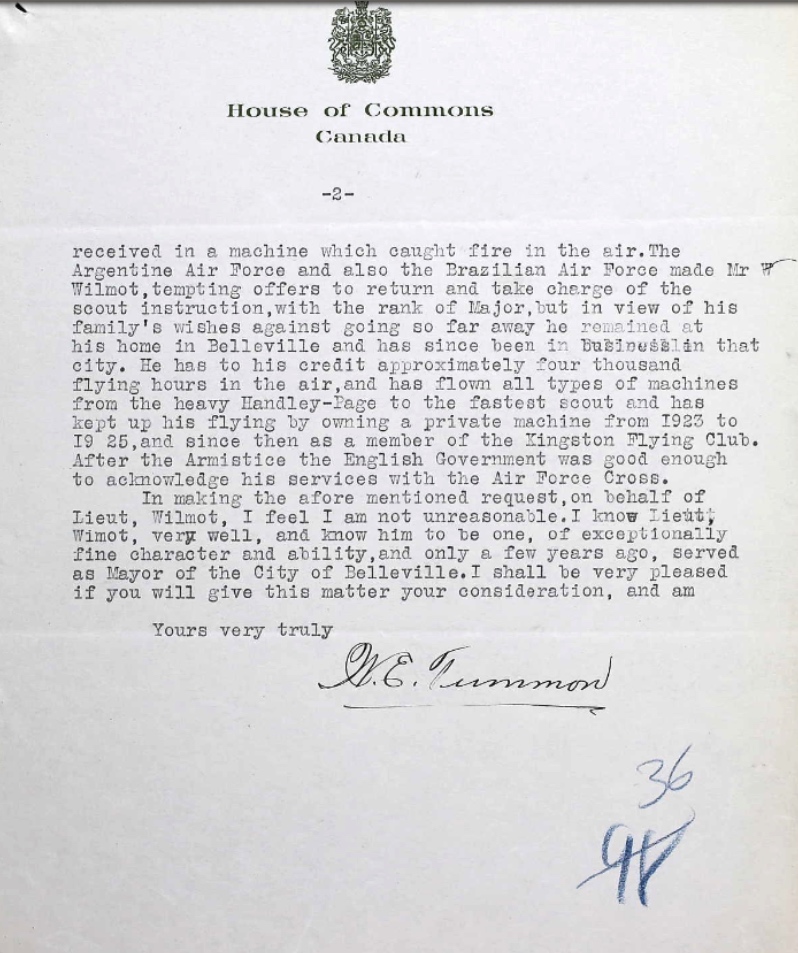 House of Commons
Canada
-2-
received in a machine which caught fire in the air.The
Argentine Air Force and also the Brazilian Air Force made Mr W
Wilmot,tempting offers to return and take charge of the
scout instruction,with the rank of Major,but in view of his
family's wishes against going so far away he remained at
his home in Belleville and has since been in businessIin that
city. He has to his credit approximately four thousand
flying hours in the air,and has flown all types of machines
from the heavy Handley-Page to the fastest scout and has
kept up his flying by owning a private machine from I923 to
I9 25,and since then as a member of the Kingston Flying Club.
After the Armistice the English Government was good enough
to acknowledge his services with the Air Force Cross.
In making the afore mentioned request,on behalf of
Lieut, Wilmot, I feel I am not unreasonable.I know Lieut,
Wimot, very well, and know him to be one, of exceptionally
fine character and ability,and only a few years ago, served
as Mayor of the City of Belleville.I shall be very pleased
if you will give this matter your consideration, and am
Yours very truly
W.E. Tummon
36